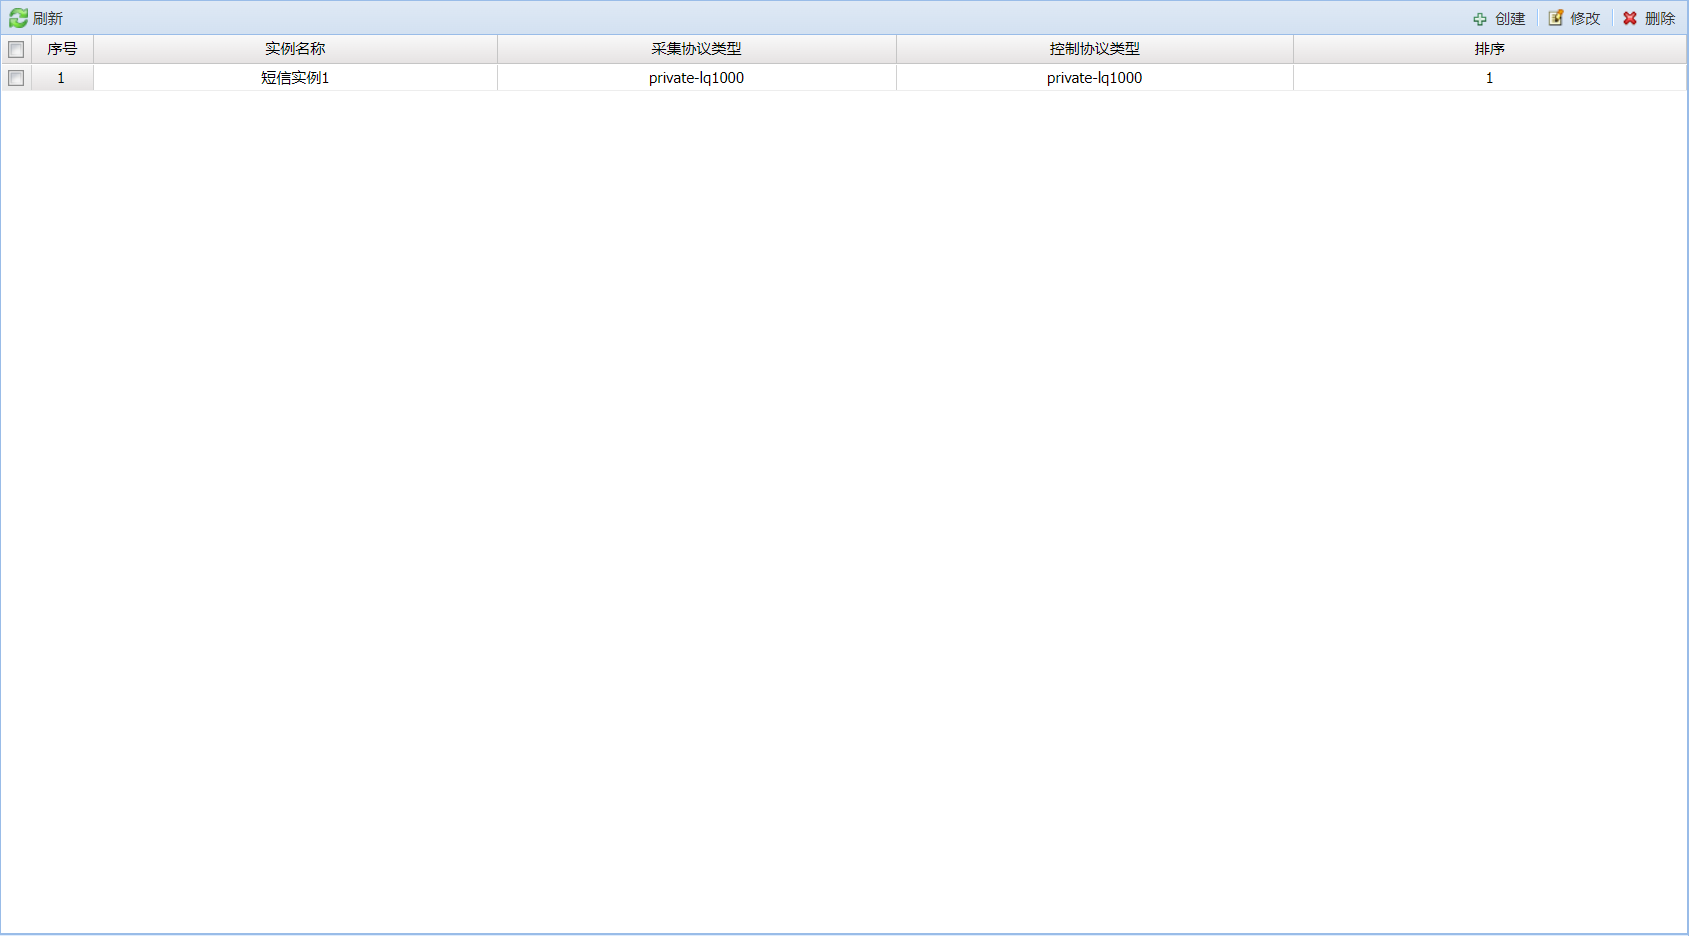 刷新 创建 修改 删除
序号 实例名称 采集协议类型 控制协议类型 排序
1 短信实例1 private-lq1000 private-lq1000 1